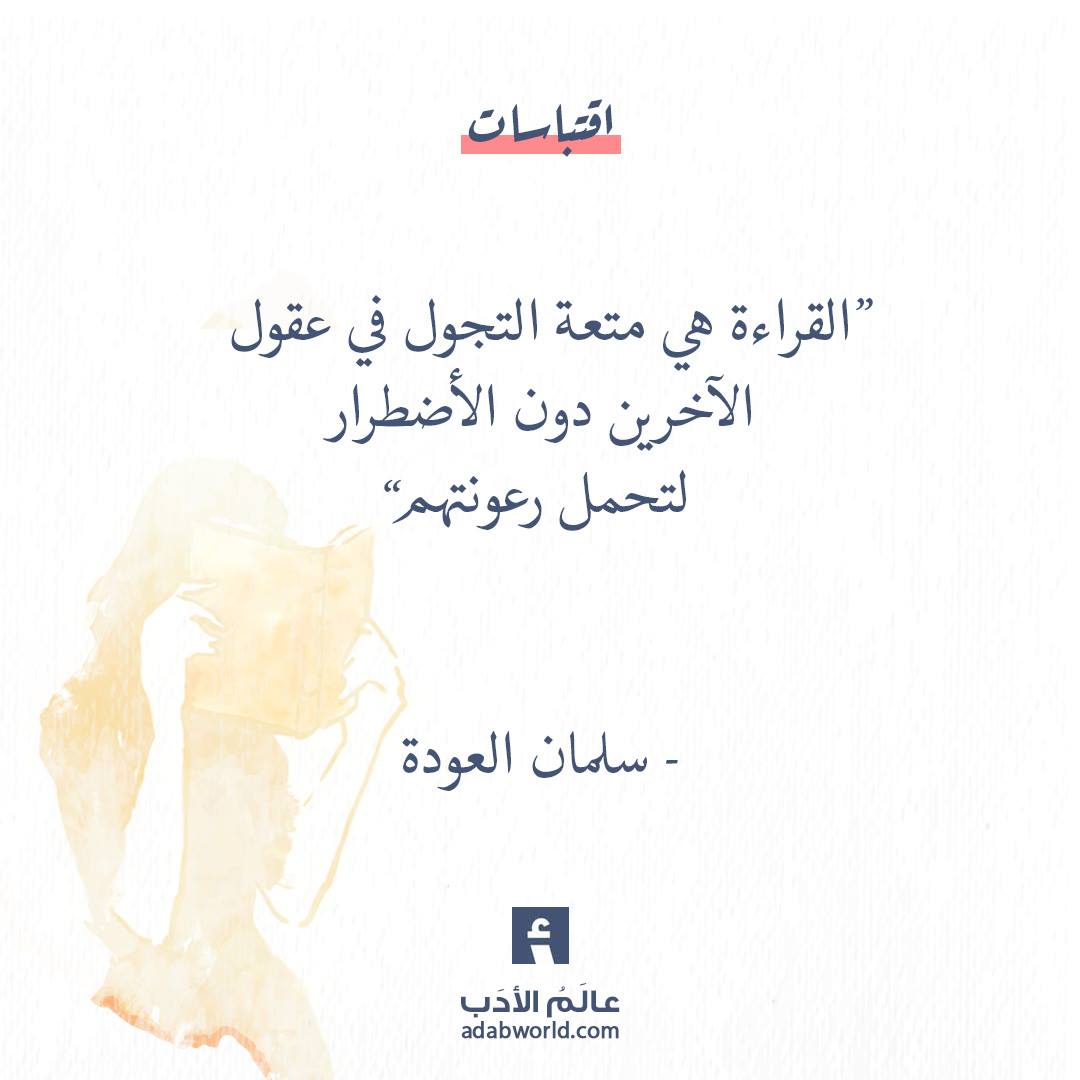 اقتباسات
”القراءة هي متعة التجول في عقول
الآخرين دون الأضطرار
لتحمل رعونتهم“
- سلمان العودة
أ
عالَمُ الأدَب
adabworld.com